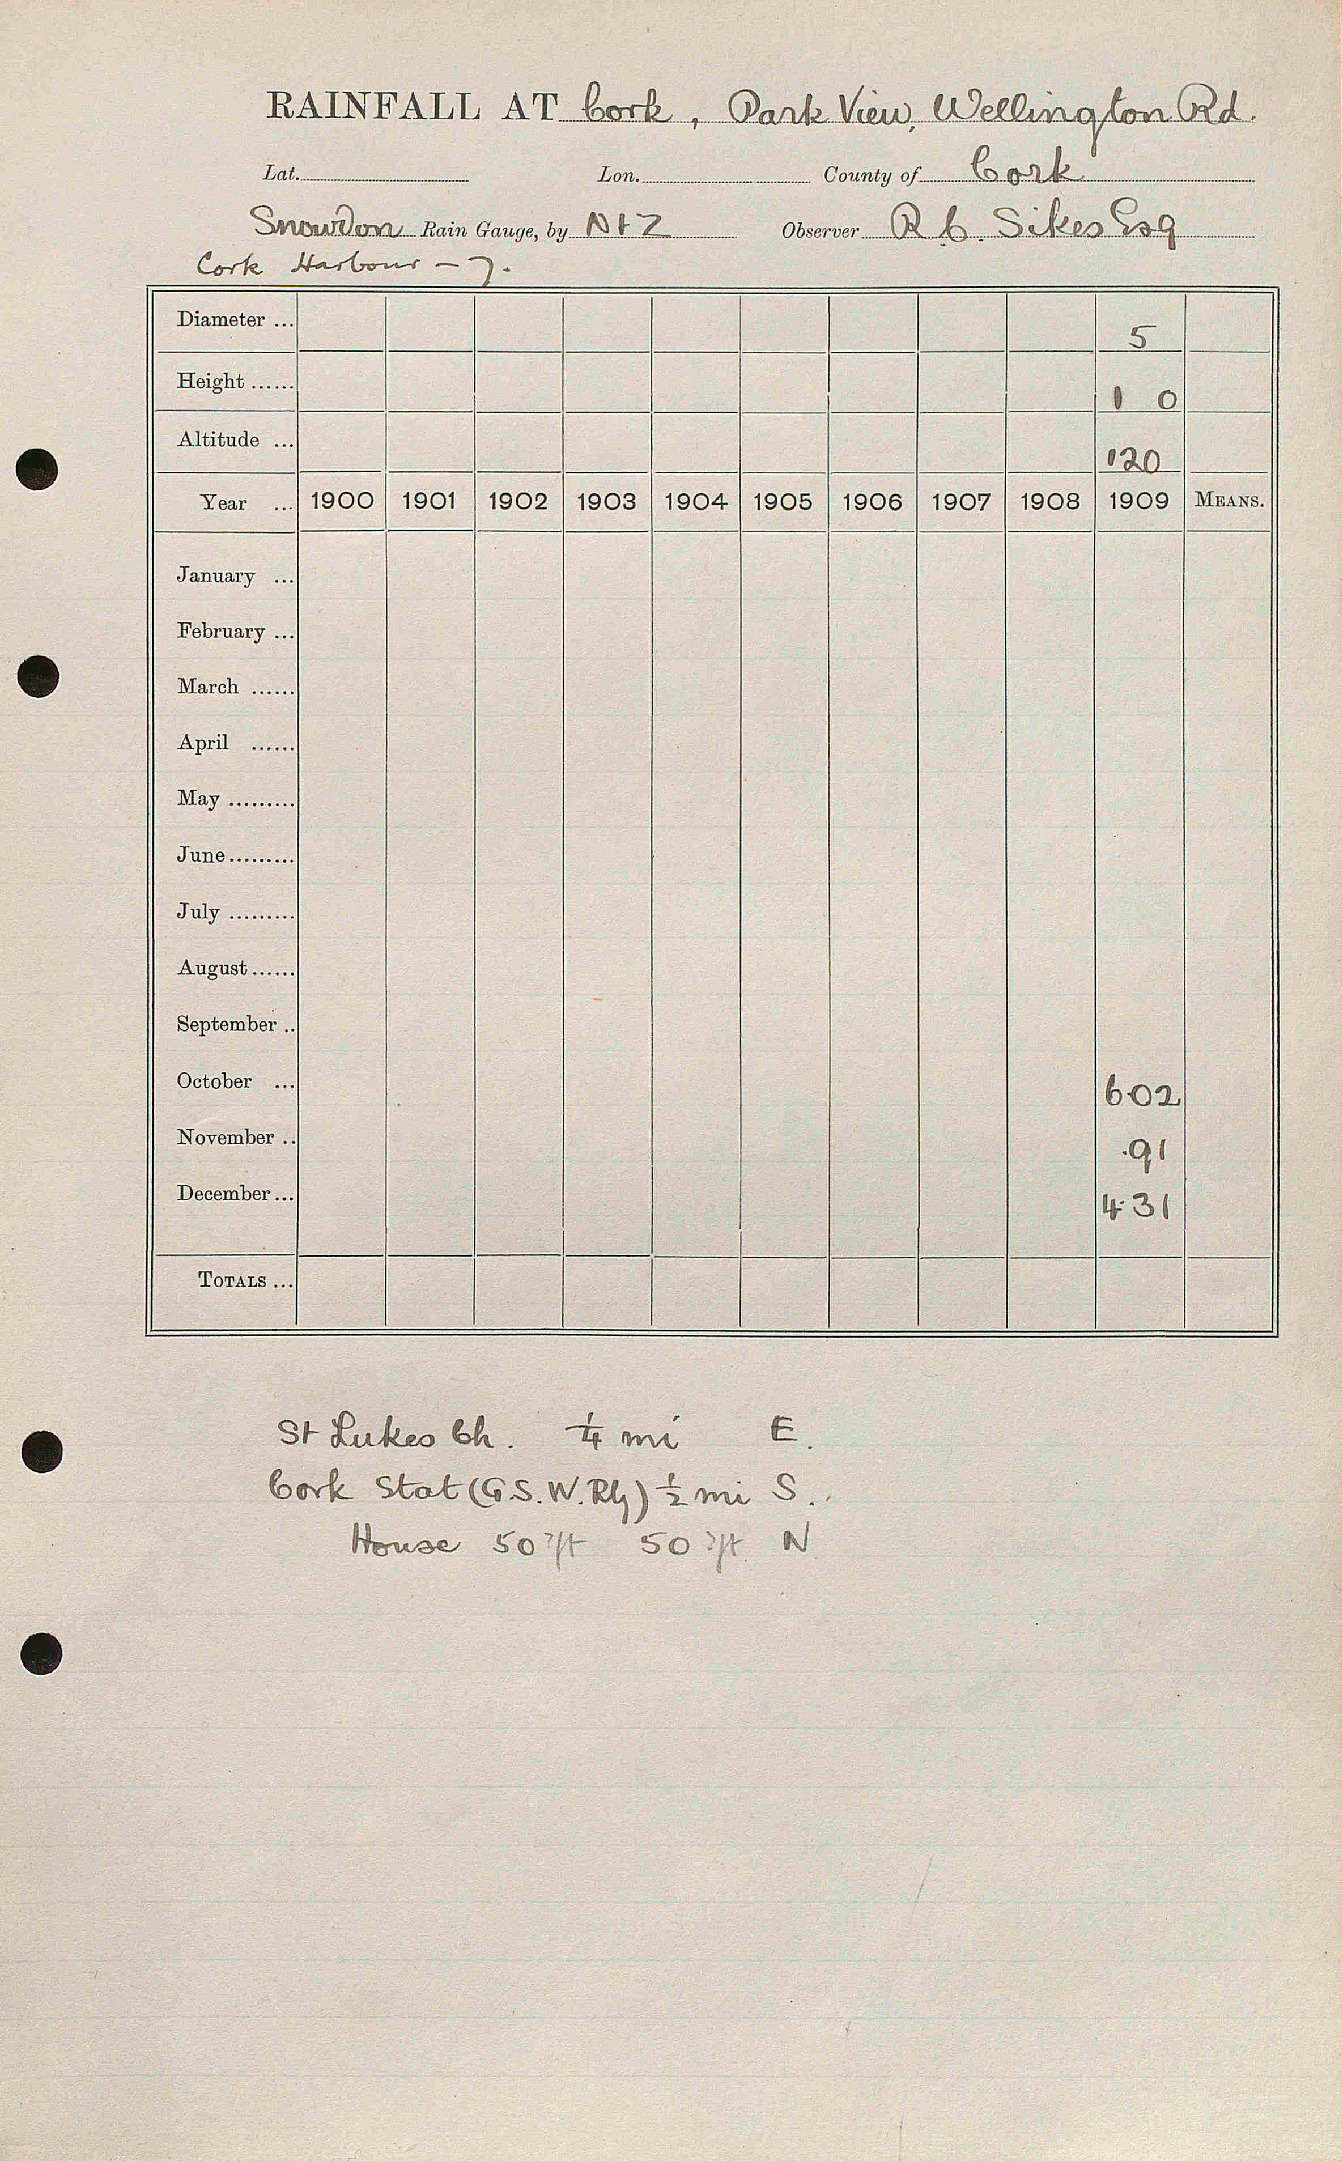 RAINFALL AT Cork, Park View, Wellington Rd.
Lat. Lon. County of Cork
Snowdon Rain Gauge, by N+Z Observer R. C. Sikes Esq
Cork Harbour - 7.
Diameter ... 5
Height ...... 1 0
Altitude ... 120
Year ... 1900 1901 1902 1903 1904 1905 1906 1907 1908 1909 MEANS.
January ...
February ...
March ......
April ......
May .........
June.........
July .........
August......
September ..
October ... 6.02
November .. .91
December... 4.31
TOTALS ...
St Lukes Ch. 1/4 mi E.
Cork Stat (G.S.W.Rly) 1/2 mi S.
House 50 ?ft 50 ?ft N